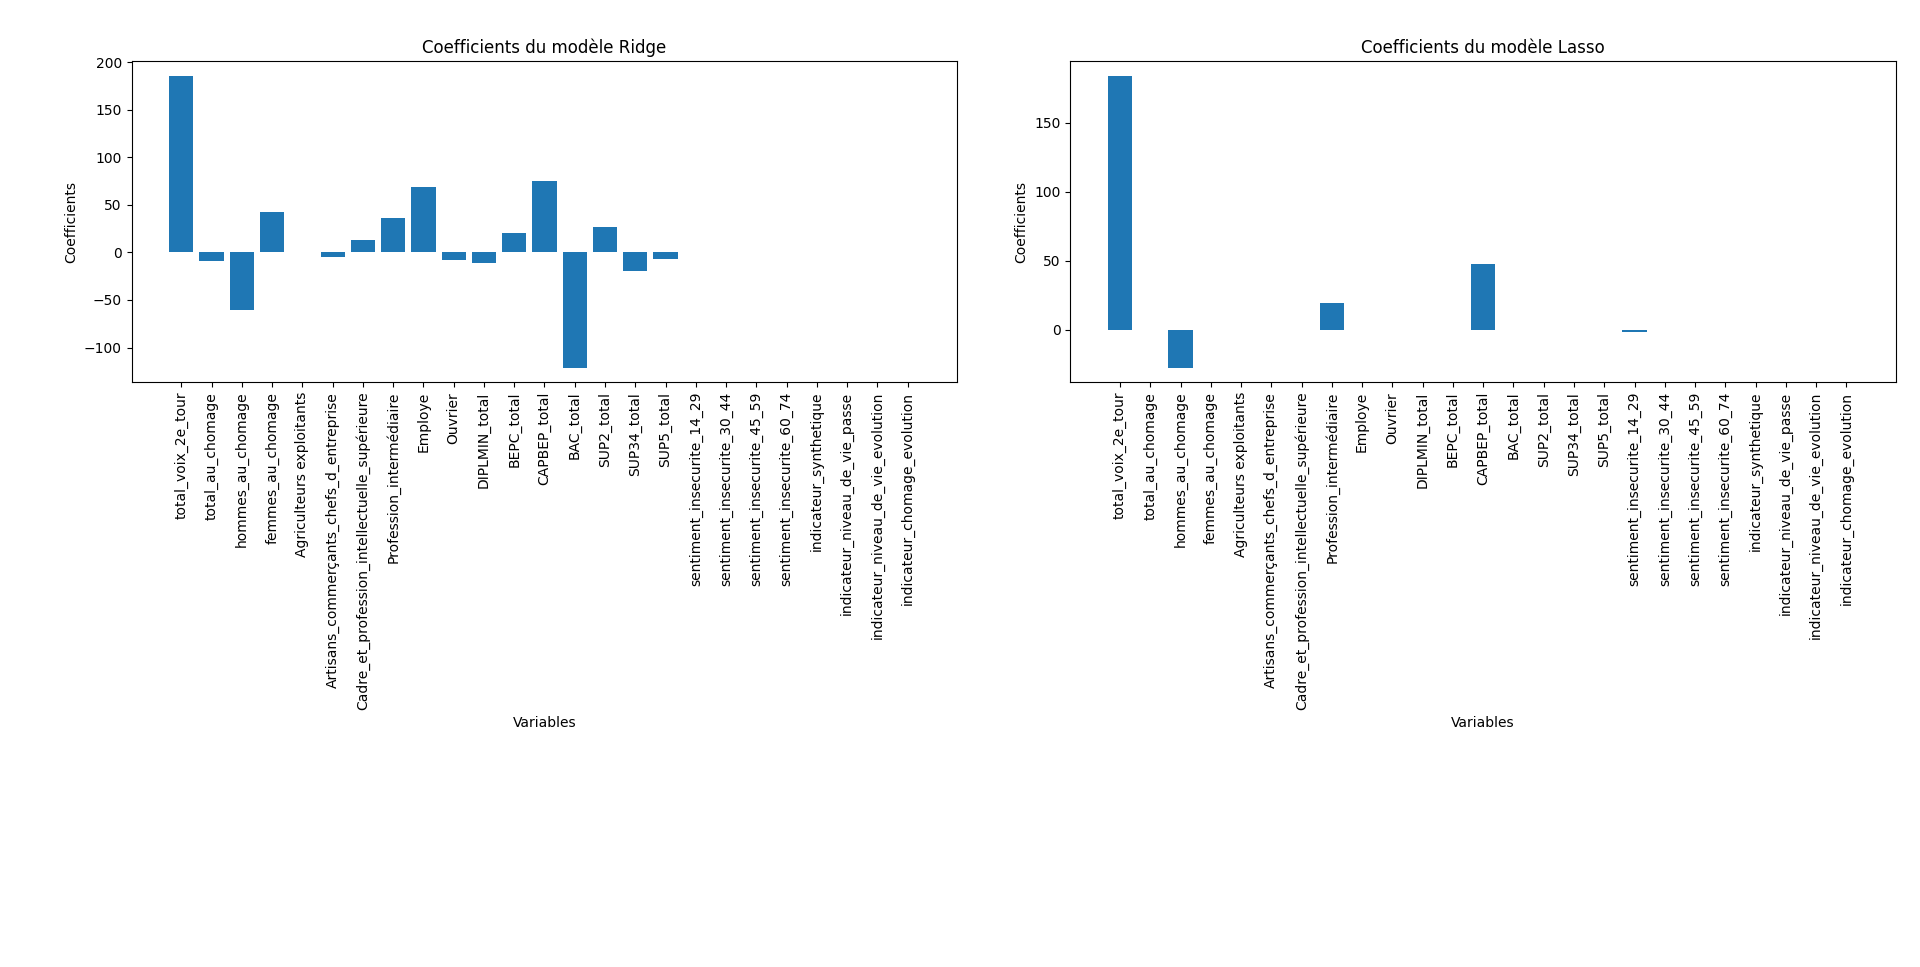 Coefficients du modèle Ridge
Coefficients
200
150
100
50
0
−50
−100
total_voix_2e_tour
total_au_chomage
hommes_au_chomage
femmes_au_chomage
Agriculteurs exploitants
Artisans_commerçants_chefs_d_entreprise
Cadre_et_profession_intellectuelle_supérieure
Profession_intermédiaire
Employe
Ouvrier
DIPLMIN_total
BEPC_total
CAPBEP_total
BAC_total
SUP2_total
SUP34_total
SUP5_total
sentiment_insecurite_14_29
sentiment_insecurite_30_44
sentiment_insecurite_45_59
sentiment_insecurite_60_74
indicateur_synthetique
indicateur_niveau_de_vie_passe
indicateur_niveau_de_vie_evolution
indicateur_chomage_evolution
Variables
Coefficients du modèle Lasso
Coefficients
150
100
50
0
total_voix_2e_tour
total_au_chomage
hommes_au_chomage
femmes_au_chomage
Agriculteurs exploitants
Artisans_commerçants_chefs_d_entreprise
Cadre_et_profession_intellectuelle_supérieure
Profession_intermédiaire
Employe
Ouvrier
DIPLMIN_total
BEPC_total
CAPBEP_total
BAC_total
SUP2_total
SUP34_total
SUP5_total
sentiment_insecurite_14_29
sentiment_insecurite_30_44
sentiment_insecurite_45_59
sentiment_insecurite_60_74
indicateur_synthetique
indicateur_niveau_de_vie_passe
indicateur_niveau_de_vie_evolution
indicateur_chomage_evolution
Variables